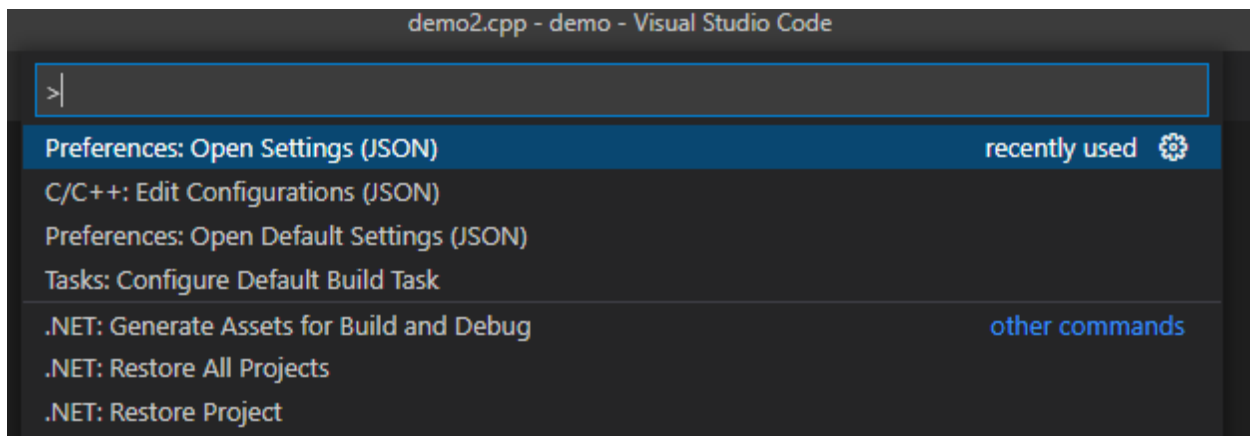 demo2.cpp - demo - Visual Studio Code
>
Preferences: Open Settings (JSON) recently used
C/C++: Edit Configurations (JSON)
Preferences: Open Default Settings (JSON)
Tasks: Configure Default Build Task
.NET: Generate Assets for Build and Debug other commands
.NET: Restore All Projects
.NET: Restore Project